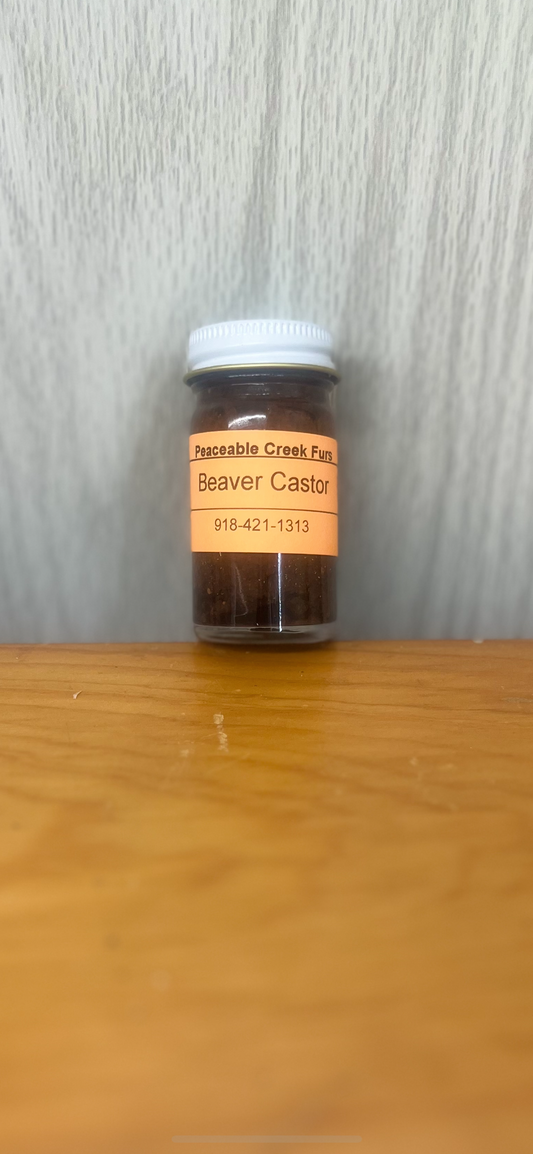 Peaceable Creek Furs
Beaver Castor
918-421-1313